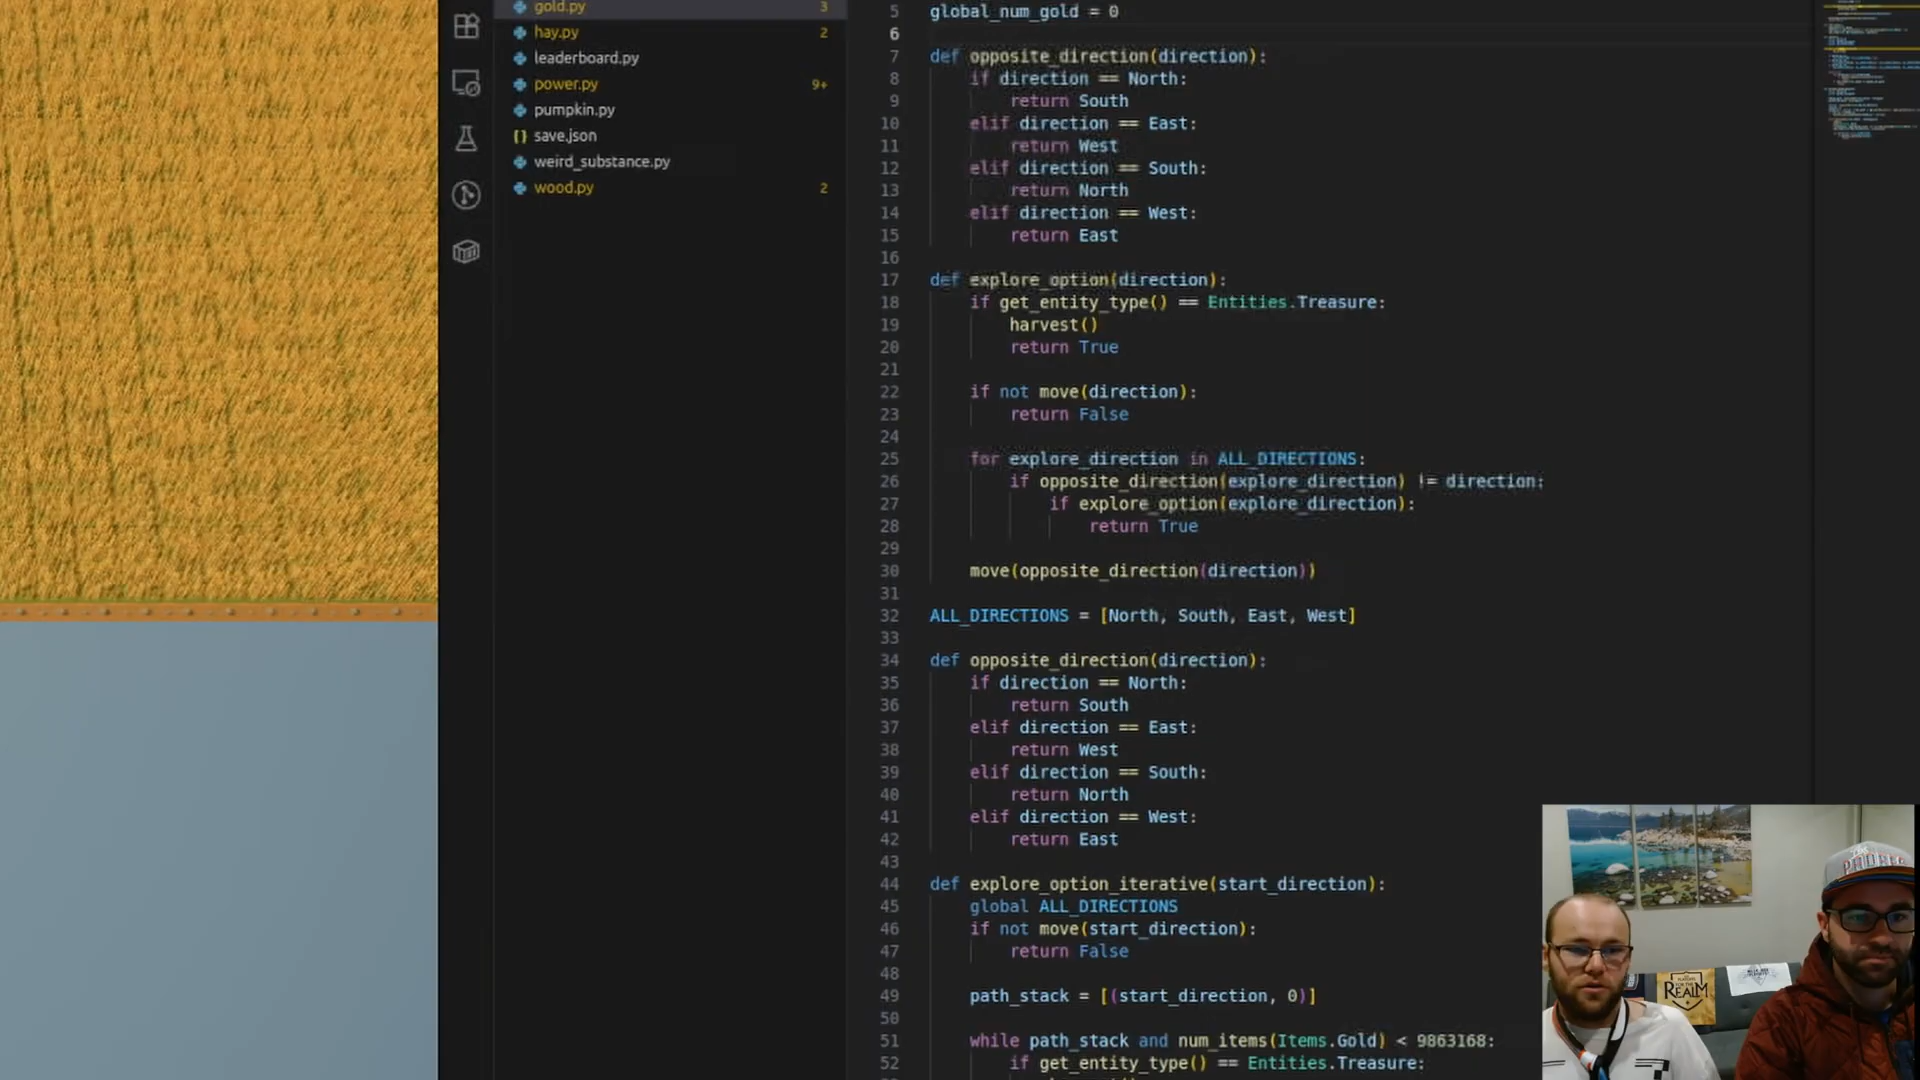 gold.py 3
hay.py 2
leaderboard.py
power.py 9+
pumpkin.py
{} save.json
weird_substance.py
wood.py 2
5 global_num_gold = 0
6
7 def opposite_direction(direction):
8 if direction == North:
9 return South
10 elif direction == East:
11 return West
12 elif direction == South:
13 return North
14 elif direction == West:
15 return East
16
17 def explore_option(direction):
18 if get_entity_type() == Entities.Treasure:
19 harvest()
20 return True
21
22 if not move(direction):
23 return False
24
25 for explore_direction in ALL_DIRECTIONS:
26 if opposite_direction(explore_direction) != direction:
27 if explore_option(explore_direction):
28 return True
29
30 move(opposite_direction(direction))
31
32 ALL_DIRECTIONS = [North, South, East, West]
33
34 def opposite_direction(direction):
35 if direction == North:
36 return South
37 elif direction == East:
38 return West
39 elif direction == South:
40 return North
41 elif direction == West:
42 return East
43
44 def explore_option_iterative(start_direction):
45 global ALL_DIRECTIONS
46 if not move(start_direction):
47 return False
48
49 path_stack = [(start_direction, 0)]
50
51 while path_stack and num_items(Items.Gold) < 9863168:
52 if get_entity_type() == Entities.Treasure:
REALM